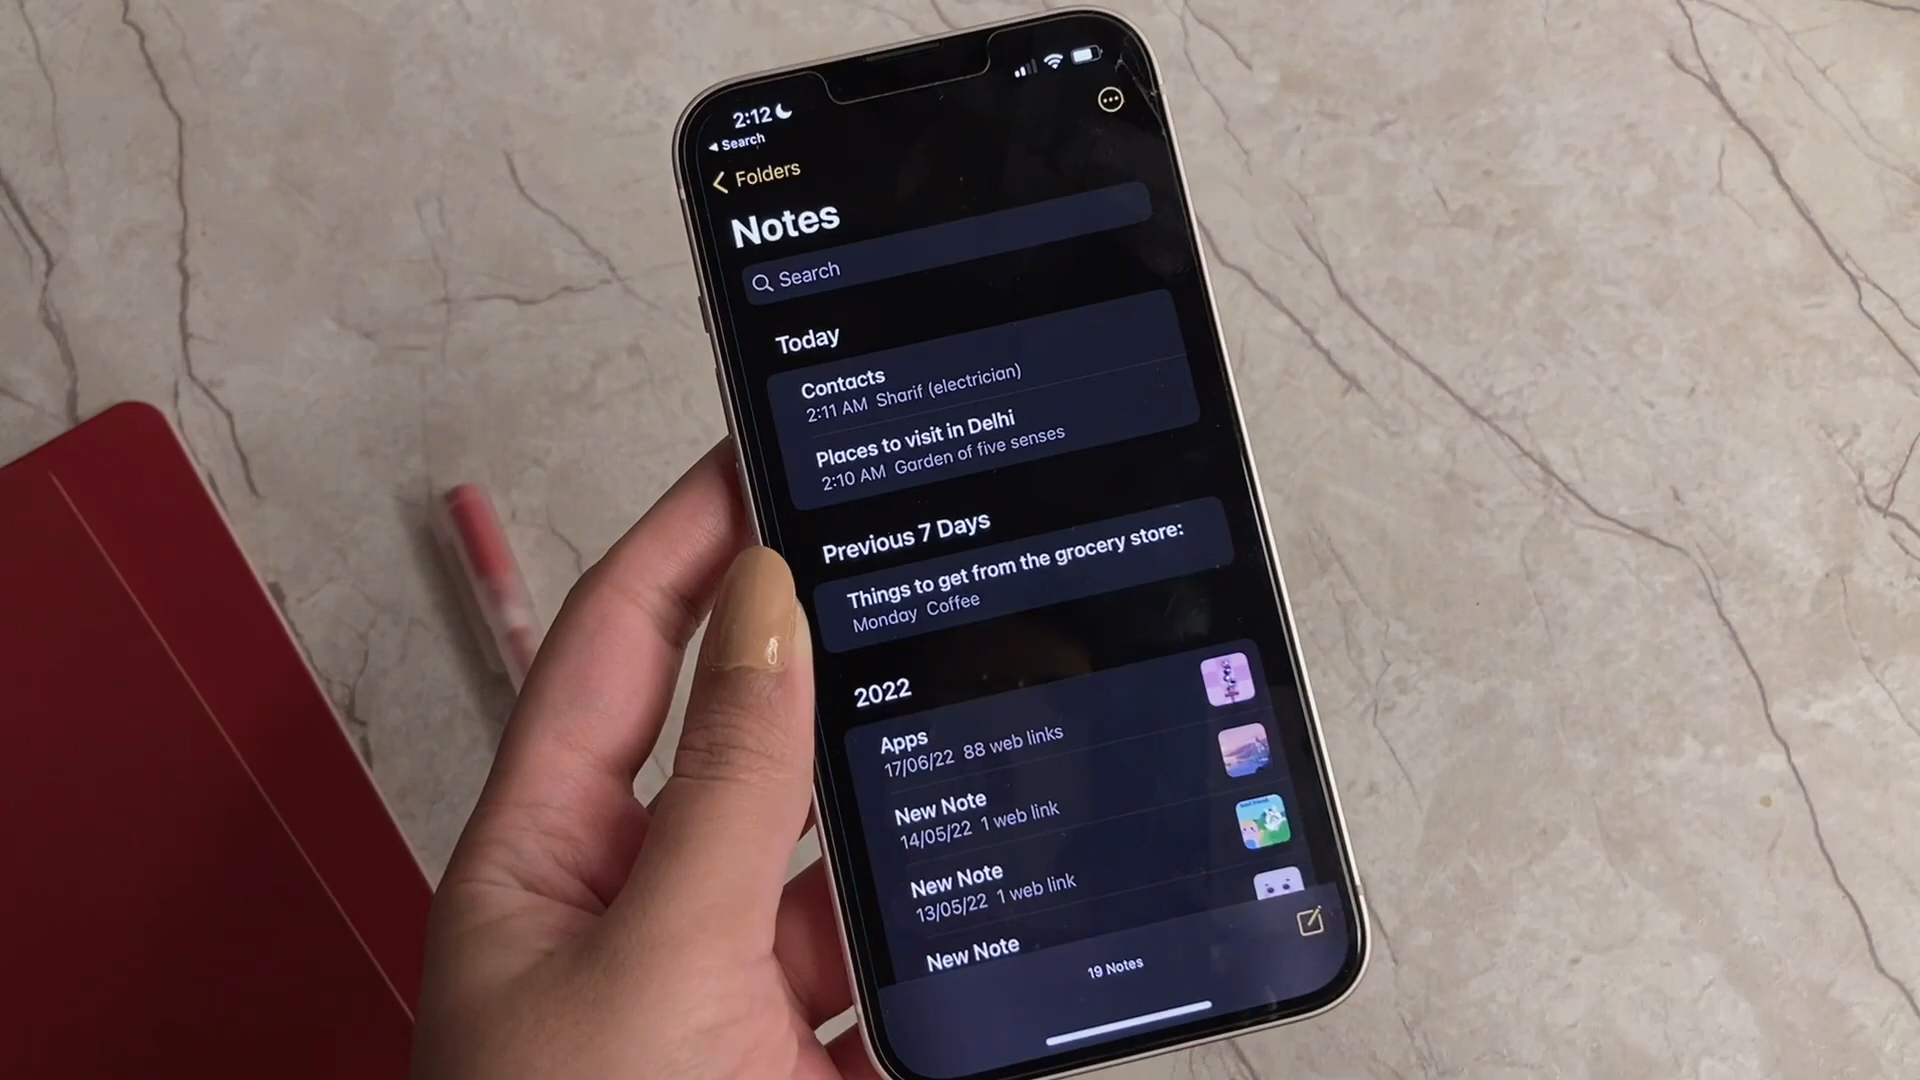 2:12
◀ Search
Folders
Notes
Search
Today
Contacts
2:11 AM Sharif (electrician)
Places to visit in Delhi
2:10 AM Garden of five senses
Previous 7 Days
Things to get from the grocery store:
Monday Coffee
2022
Apps
17/06/22 88 web links
New Note
14/05/22 1 web link
New Note
13/05/22 1 web link
New Note
19 Notes